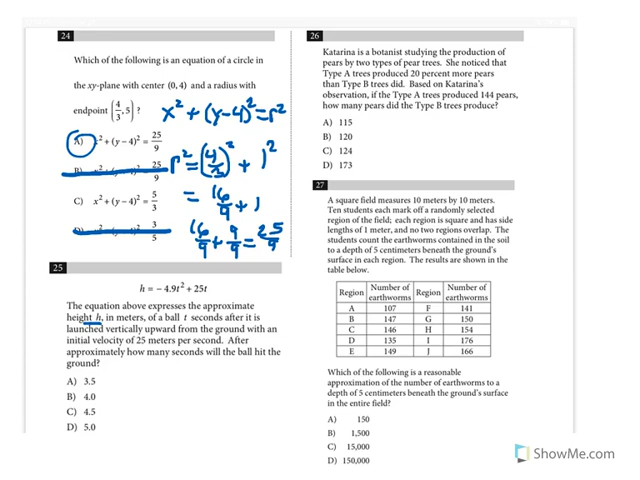 24
Which of the following is an equation of a circle in
the xy-plane with center (0, 4) and a radius with
endpoint (4/3, 5) ?
x² + (y-4)² = r²
A) x² + (y − 4)² = 25/9
r² = (4/3)² + 1²
25/9
C) x² + (y − 4)² = 5/3
= 16/9 + 1
3/5
16/9 + 9/9 = 25/9
25
h = − 4.9t² + 25t
The equation above expresses the approximate
height h, in meters, of a ball t seconds after it is
launched vertically upward from the ground with an
initial velocity of 25 meters per second. After
approximately how many seconds will the ball hit the
ground?
A) 3.5
B) 4.0
C) 4.5
D) 5.0
26
Katarina is a botanist studying the production of
pears by two types of pear trees. She noticed that
Type A trees produced 20 percent more pears
than Type B trees did. Based on Katarina's
observation, if the Type A trees produced 144 pears,
how many pears did the Type B trees produce?
A) 115
B) 120
C) 124
D) 173
27
A square field measures 10 meters by 10 meters.
Ten students each mark off a randomly selected
region of the field; each region is square and has side
lengths of 1 meter, and no two regions overlap. The
students count the earthworms contained in the soil
to a depth of 5 centimeters beneath the ground's
surface in each region. The results are shown in the
table below.
Region Number of earthworms Region Number of earthworms
A 107 F 141
B 147 G 150
C 146 H 154
D 135 I 176
E 149 J 166
Which of the following is a reasonable
approximation of the number of earthworms to a
depth of 5 centimeters beneath the ground's surface
in the entire field?
A) 150
B) 1,500
C) 15,000
D) 150,000
ShowMe.com